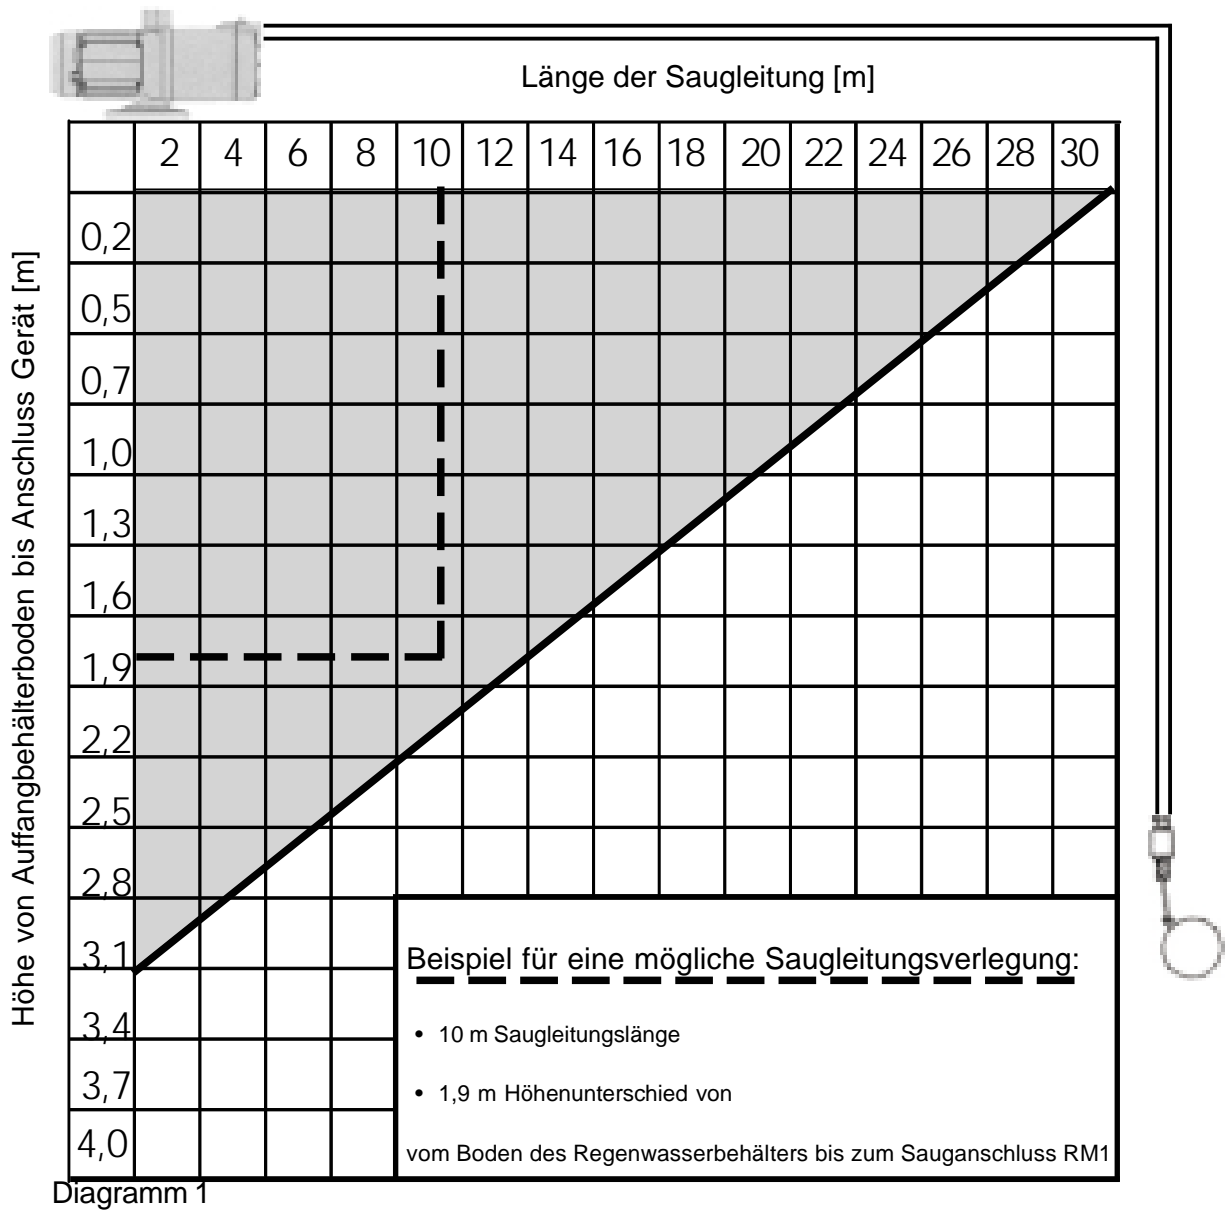 Länge der Saugleitung [m]
2 4 6 8 10 12 14 16 18 20 22 24 26 28 30
Höhe von Auffangbehälterboden bis Anschluss Gerät [m]
0,2
0,5
0,7
1,0
1,3
1,6
1,9
2,2
2,5
2,8
3,1
3,4
3,7
4,0
Beispiel für eine mögliche Saugleitungsverlegung:
• 10 m Saugleitungslänge
• 1,9 m Höhenunterschied von
vom Boden des Regenwasserbehälters bis zum Sauganschluss RM1
Diagramm 1